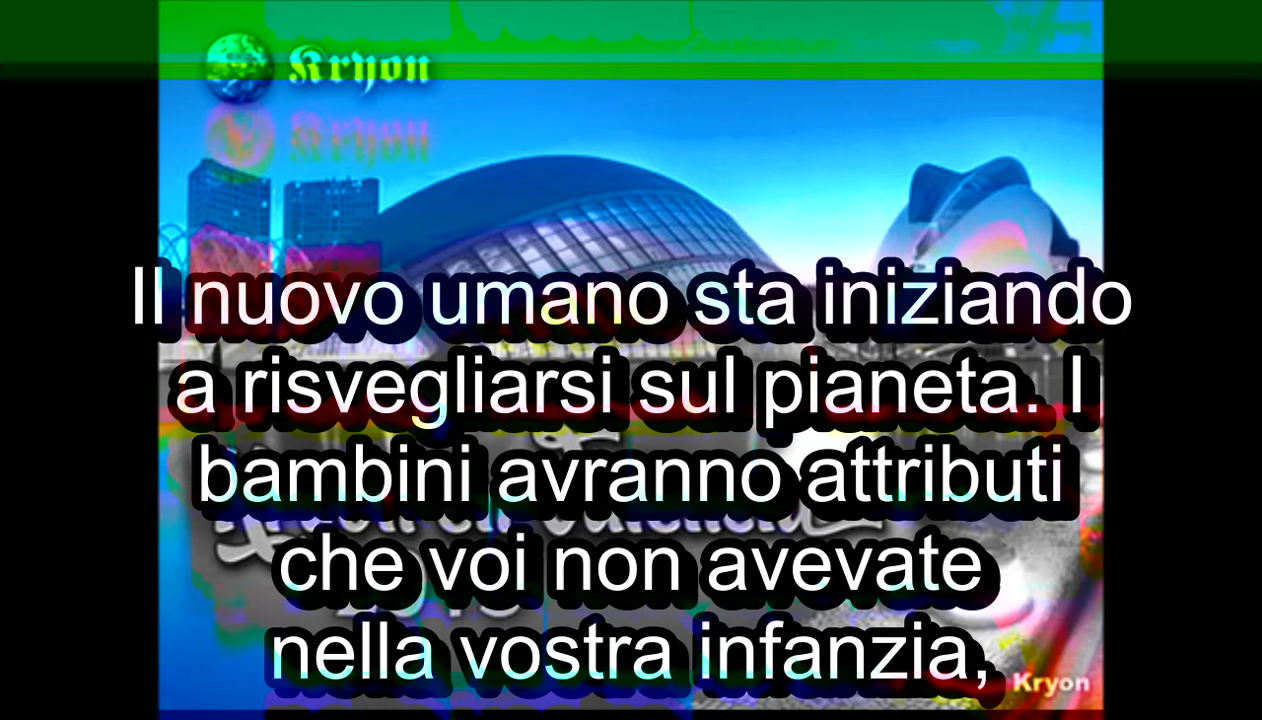 Kryon
Kryon
Il nuovo umano sta iniziando
a risvegliarsi sul pianeta. I
bambini avranno attributi
che voi non avevate
nella vostra infanzia,
Kryon